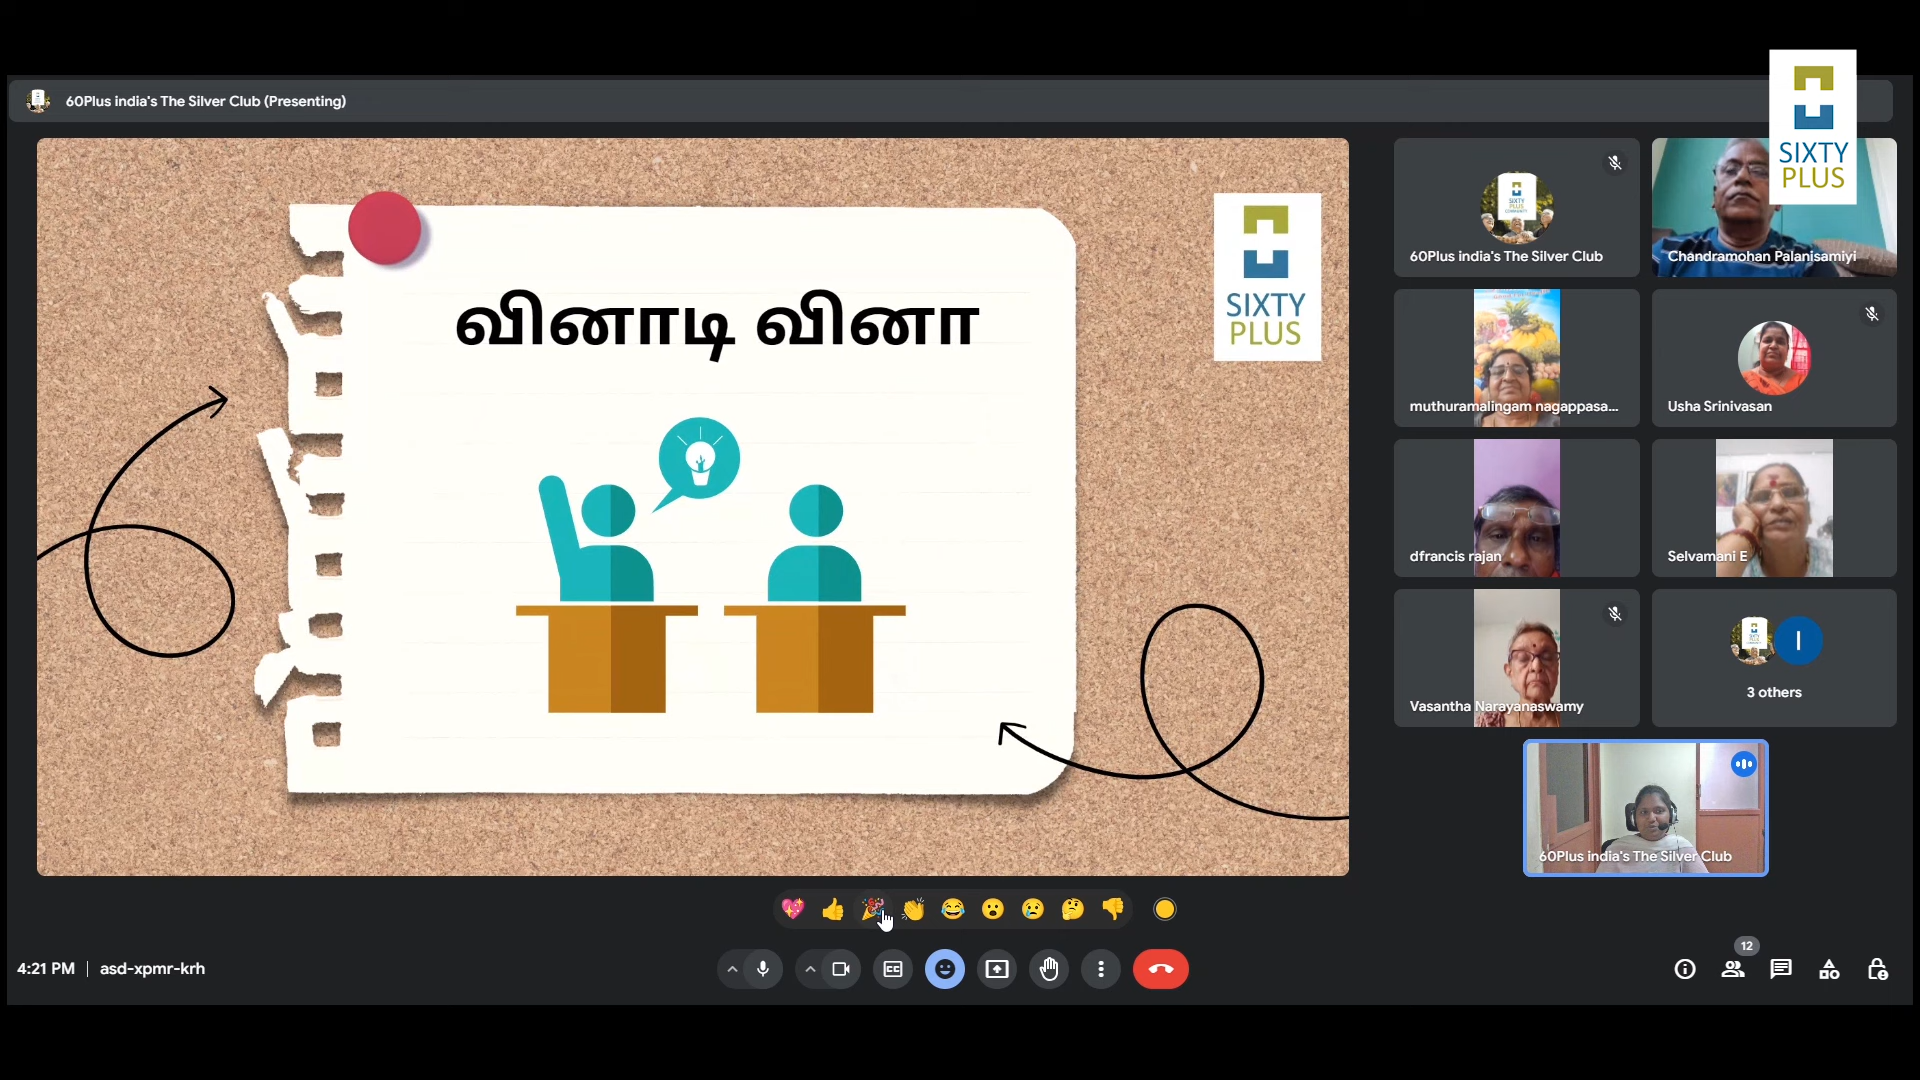 60Plus india's The Silver Club (Presenting)
SIXTY
PLUS
வினாடி வினா
SIXTY
PLUS
60Plus india's The Silver Club
Chandramohan Palanisamiyi
muthuramalingam nagappasa...
Usha Srinivasan
dfrancis rajan
Selvamani E
Vasantha Narayanaswamy
I
3 others
60Plus india's The Silver Club
4:21 PM | asd-xpmr-krh
12